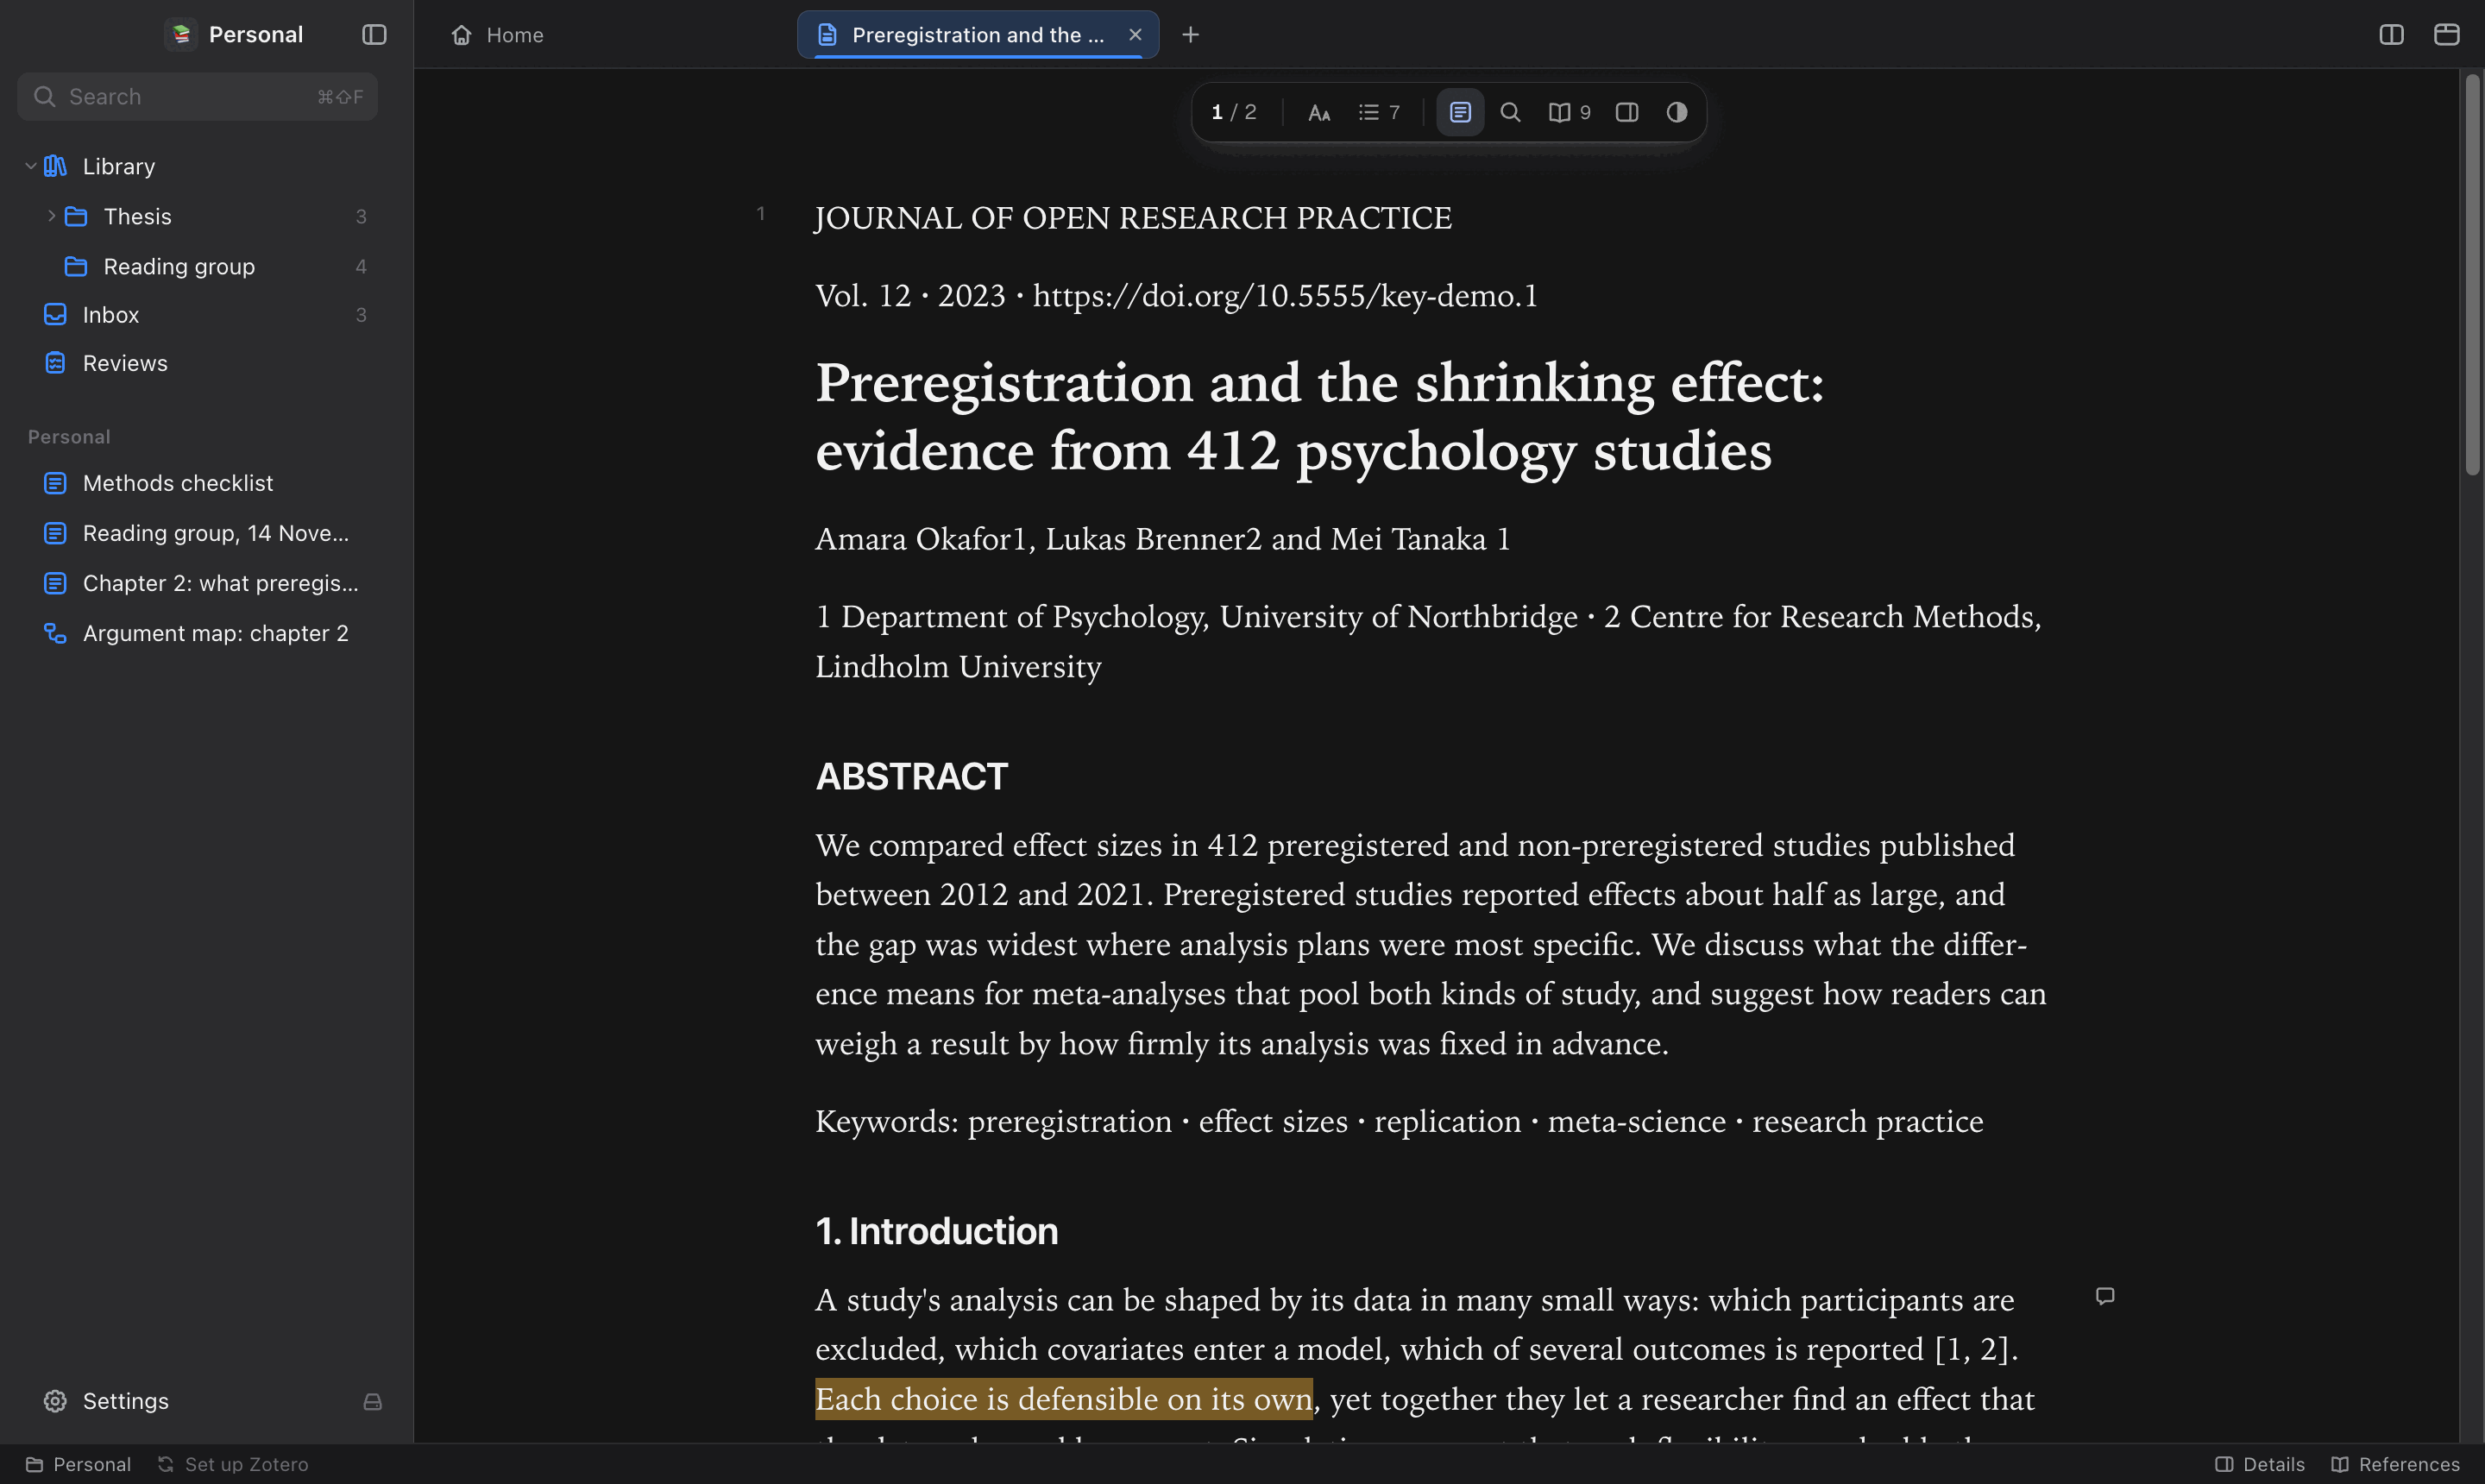 Personal
Home
Preregistration and the ...
Search
⌘⇧F
1 / 2
7
9
Library
Thesis
3
Reading group
4
Inbox
3
Reviews
Personal
Methods checklist
Reading group, 14 Nove...
Chapter 2: what preregis...
Argument map: chapter 2
Settings
1
JOURNAL OF OPEN RESEARCH PRACTICE
Vol. 12 • 2023 • https://doi.org/10.5555/key-demo.1
Preregistration and the shrinking effect:
evidence from 412 psychology studies
Amara Okafor1, Lukas Brenner2 and Mei Tanaka 1
1 Department of Psychology, University of Northbridge • 2 Centre for Research Methods,
Lindholm University
ABSTRACT
We compared effect sizes in 412 preregistered and non-preregistered studies published
between 2012 and 2021. Preregistered studies reported effects about half as large, and
the gap was widest where analysis plans were most specific. We discuss what the differ-
ence means for meta-analyses that pool both kinds of study, and suggest how readers can
weigh a result by how firmly its analysis was fixed in advance.
Keywords: preregistration • effect sizes • replication • meta-science • research practice
1. Introduction
A study's analysis can be shaped by its data in many small ways: which participants are
excluded, which covariates enter a model, which of several outcomes is reported [1, 2].
Each choice is defensible on its own, yet together they let a researcher find an effect that
Personal
Set up Zotero
Details
References